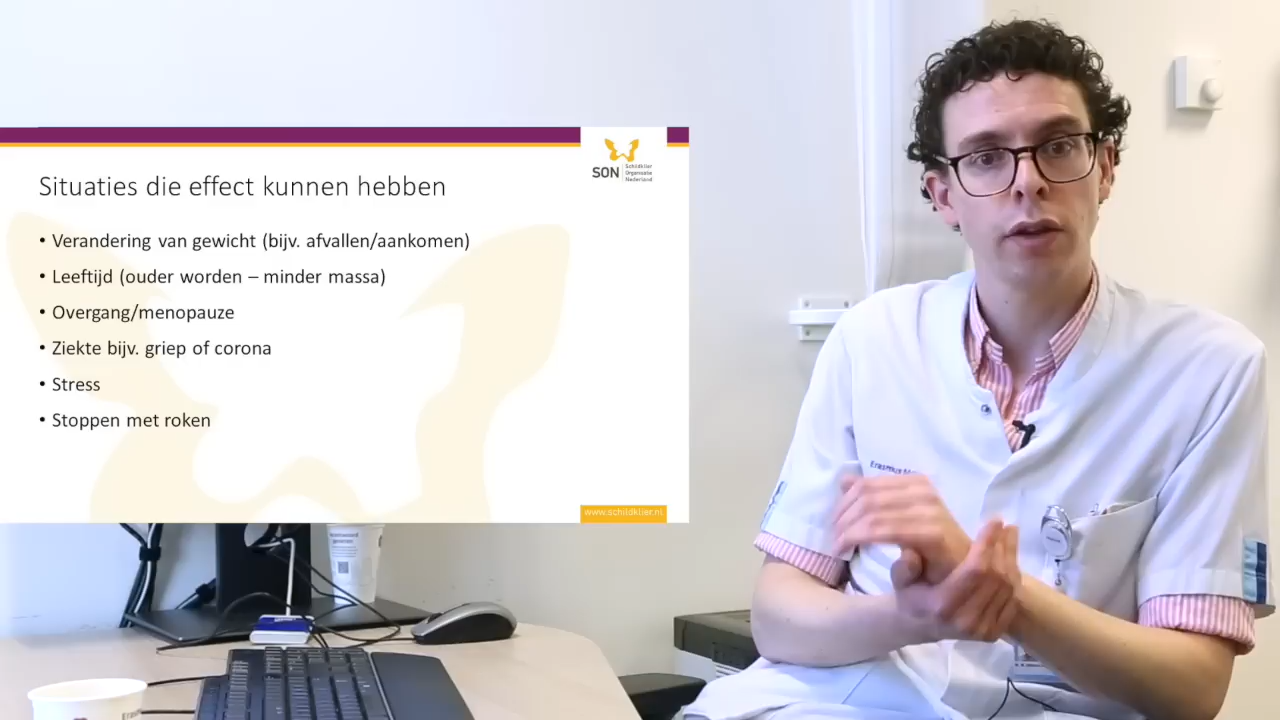 SON
Schildklier
Organisatie
Nederland
Situaties die effect kunnen hebben
• Verandering van gewicht (bijv. afvallen/aankomen)
• Leeftijd (ouder worden – minder massa)
• Overgang/menopauze
• Ziekte bijv. griep of corona
• Stress
• Stoppen met roken
www.schildklier.nl
Erasmus